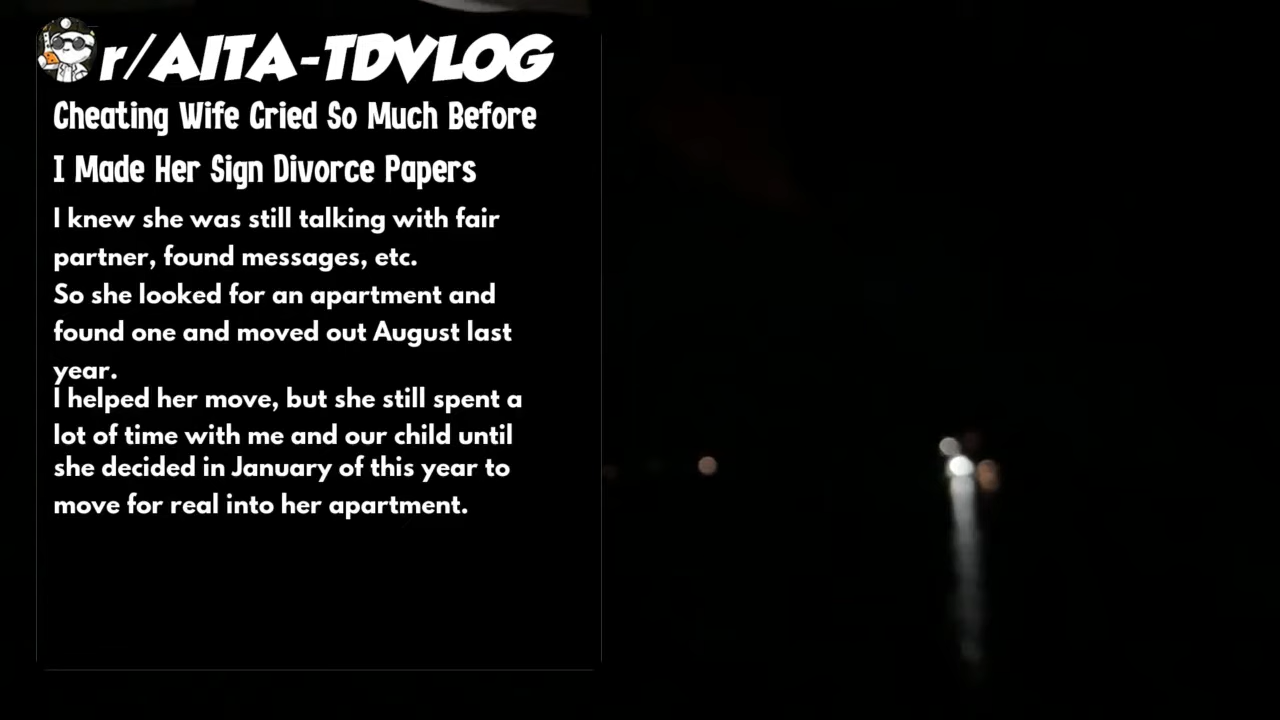 r/AITA-TDVLOG
Cheating Wife Cried So Much Before
I Made Her Sign Divorce Papers
I knew she was still talking with fair
partner, found messages, etc.
So she looked for an apartment and
found one and moved out August last
year.
I helped her move, but she still spent a
lot of time with me and our child until
she decided in January of this year to
move for real into her apartment.